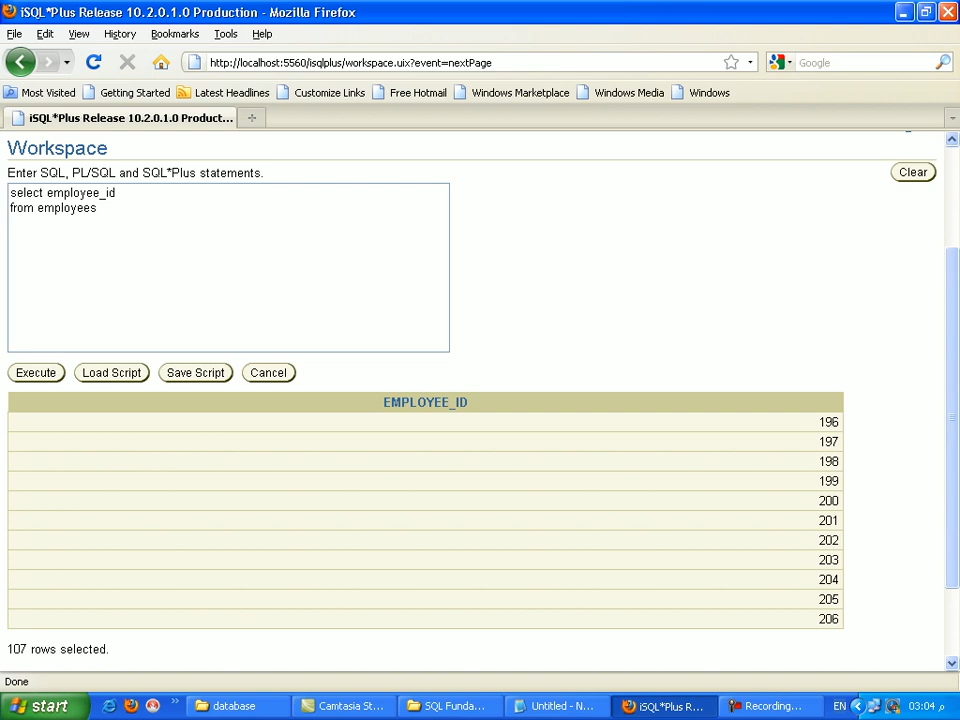 iSQL*Plus Release 10.2.0.1.0 Production - Mozilla Firefox
File Edit View History Bookmarks Tools Help
http://localhost:5560/isqlplus/workspace.uix?event=nextPage
Google
Most Visited Getting Started Latest Headlines Customize Links Free Hotmail Windows Marketplace Windows Media Windows
iSQL*Plus Release 10.2.0.1.0 Product...
Workspace
Enter SQL, PL/SQL and SQL*Plus statements.
Clear
select employee_id
from employees
Execute Load Script Save Script Cancel
EMPLOYEE_ID
196
197
198
199
200
201
202
203
204
205
206
107 rows selected.
Done
start database Camtasia St... SQL Funda... Untitled - N... iSQL*Plus R... Recording... EN 03:04 م